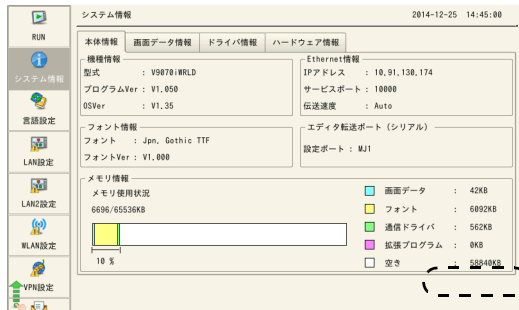 システム情報 2014-12-25 14:45:00
RUN
システム情報
言語設定
LAN設定
LAN2設定
WLAN設定
VPN設定
本体情報 画面データ情報 ドライバ情報 ハードウェア情報
機種情報
型式 : V9070iWRLD
プログラムVer : V1.050
OSVer : V1.35
Ethernet情報
IPアドレス : 10.91.130.174
サービスポート : 10000
伝送速度 : Auto
フォント情報
フォント : Jpn. Gothic TTF
フォントVer : V1.000
エディタ転送ポート (シリアル)
設定ポート : MJ1
メモリ情報
メモリ使用状況
6696/65536KB
10 %
画面データ : 42KB
フォント : 6092KB
通信ドライバ : 562KB
拡張プログラム : 0KB
空き : 58840KB